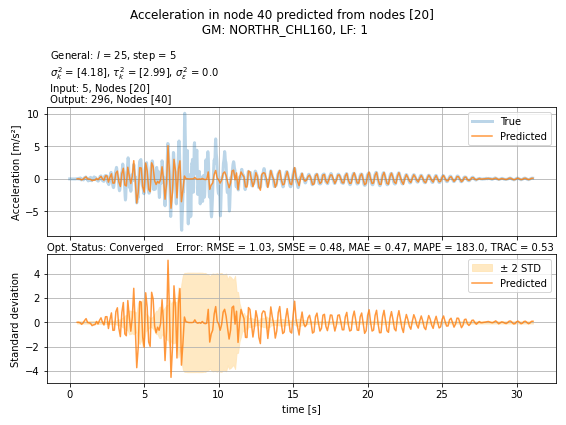 Acceleration in node 40 predicted from nodes [20]
GM: NORTHR_CHL160, LF: 1
General: l = 25, step = 5
σ²ₖ = [4.18], τ²ₖ = [2.99], σ²ε = 0.0
Input: 5, Nodes [20]
Output: 296, Nodes [40]
Acceleration [m/s²]
10
5
0
−5
True
Predicted
Opt. Status: Converged Error: RMSE = 1.03, SMSE = 0.48, MAE = 0.47, MAPE = 183.0, TRAC = 0.53
Standard deviation
4
2
0
−2
−4
± 2 STD
Predicted
0 5 10 15 20 25 30
time [s]